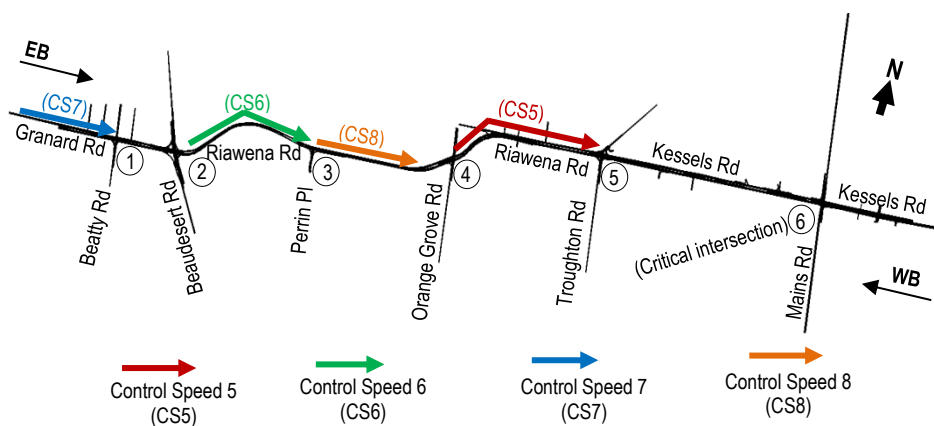 EB
N
(CS7)
(CS6)
(CS8)
(CS5)
Granard Rd
Riawena Rd
Riawena Rd
Kessels Rd
Kessels Rd
1
2
3
4
5
6
Beatty Rd
Beaudesert Rd
Perrin Pl
Orange Grove Rd
Troughton Rd
(Critical intersection)
Mains Rd
WB
Control Speed 5
(CS5)
Control Speed 6
(CS6)
Control Speed 7
(CS7)
Control Speed 8
(CS8)